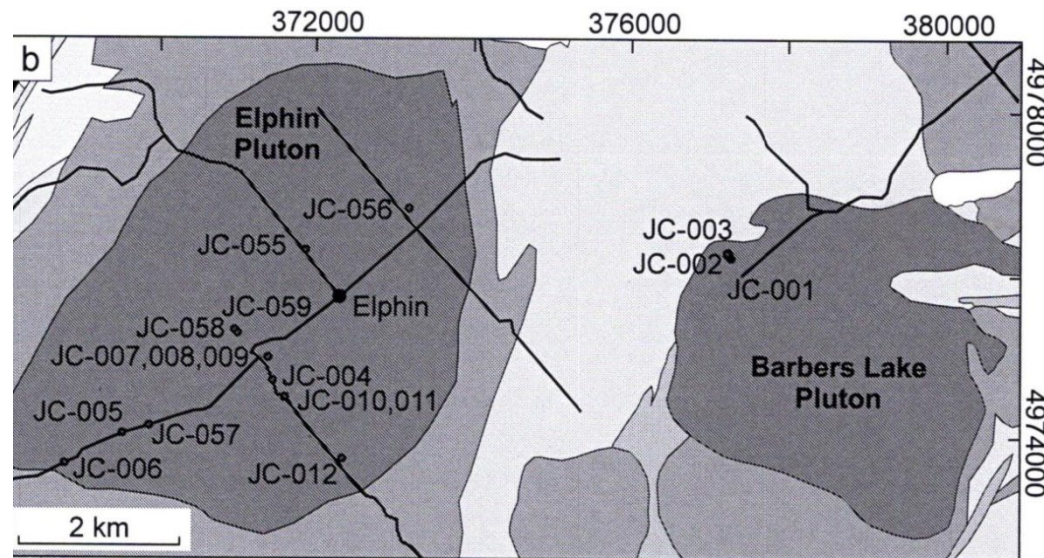 372000 376000 380000
b
4978000
4974000
Elphin
Pluton
JC-056
JC-055
JC-003
JC-002
JC-001
JC-059
Elphin
JC-058
JC-007,008,009
JC-004
JC-010,011
JC-005
JC-057
JC-006
JC-012
Barbers Lake
Pluton
2 km